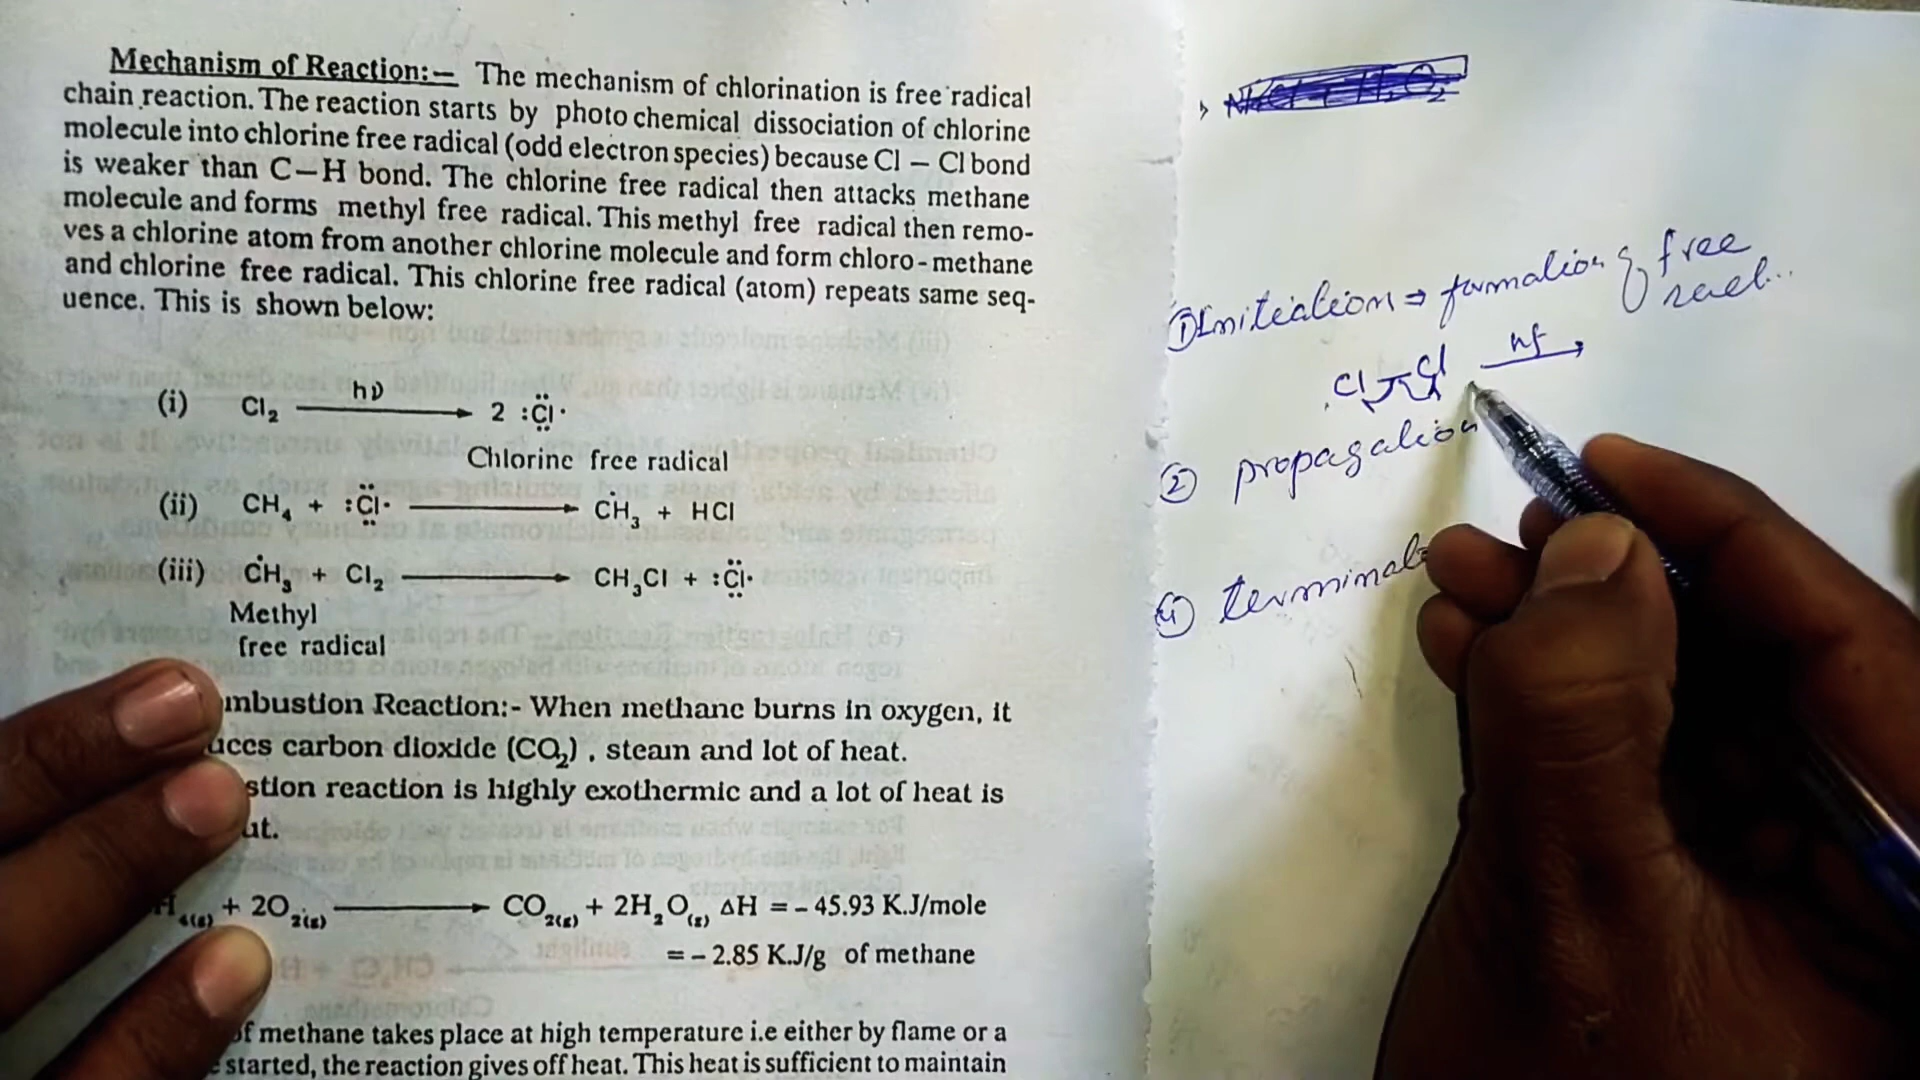 Mechanism of Reaction:— The mechanism of chlorination is free radical
chain reaction. The reaction starts by photo chemical dissociation of chlorine
molecule into chlorine free radical (odd electron species) because Cl — Cl bond
is weaker than C—H bond. The chlorine free radical then attacks methane
molecule and forms methyl free radical. This methyl free radical then remo-
ves a chlorine atom from another chlorine molecule and form chloro-methane
and chlorine free radical. This chlorine free radical (atom) repeats same seq-
uence. This is shown below:
(i) Cl₂ —hν→ 2 :C̈l·
Chlorine free radical
(ii) CH₄ + :C̈l· ⟶ ĊH₃ + HCl
(iii) ĊH₃ + Cl₂ ⟶ CH₃Cl + :C̈l·
Methyl
free radical
mbustion Reaction:- When methane burns in oxygen, it
uces carbon dioxide (CO₂) , steam and lot of heat.
stion reaction is highly exothermic and a lot of heat is
ut.
H₄(g) + 2O₂(g) ⟶ CO₂(g) + 2H₂O(g) ΔH = – 45.93 K.J/mole
= – 2.85 K.J/g of methane
of methane takes place at high temperature i.e either by flame or a
started, the reaction gives off heat. This heat is sufficient to maintain
① Initiation ⇒ formation of free
Cl — Cl hf →
② propagation